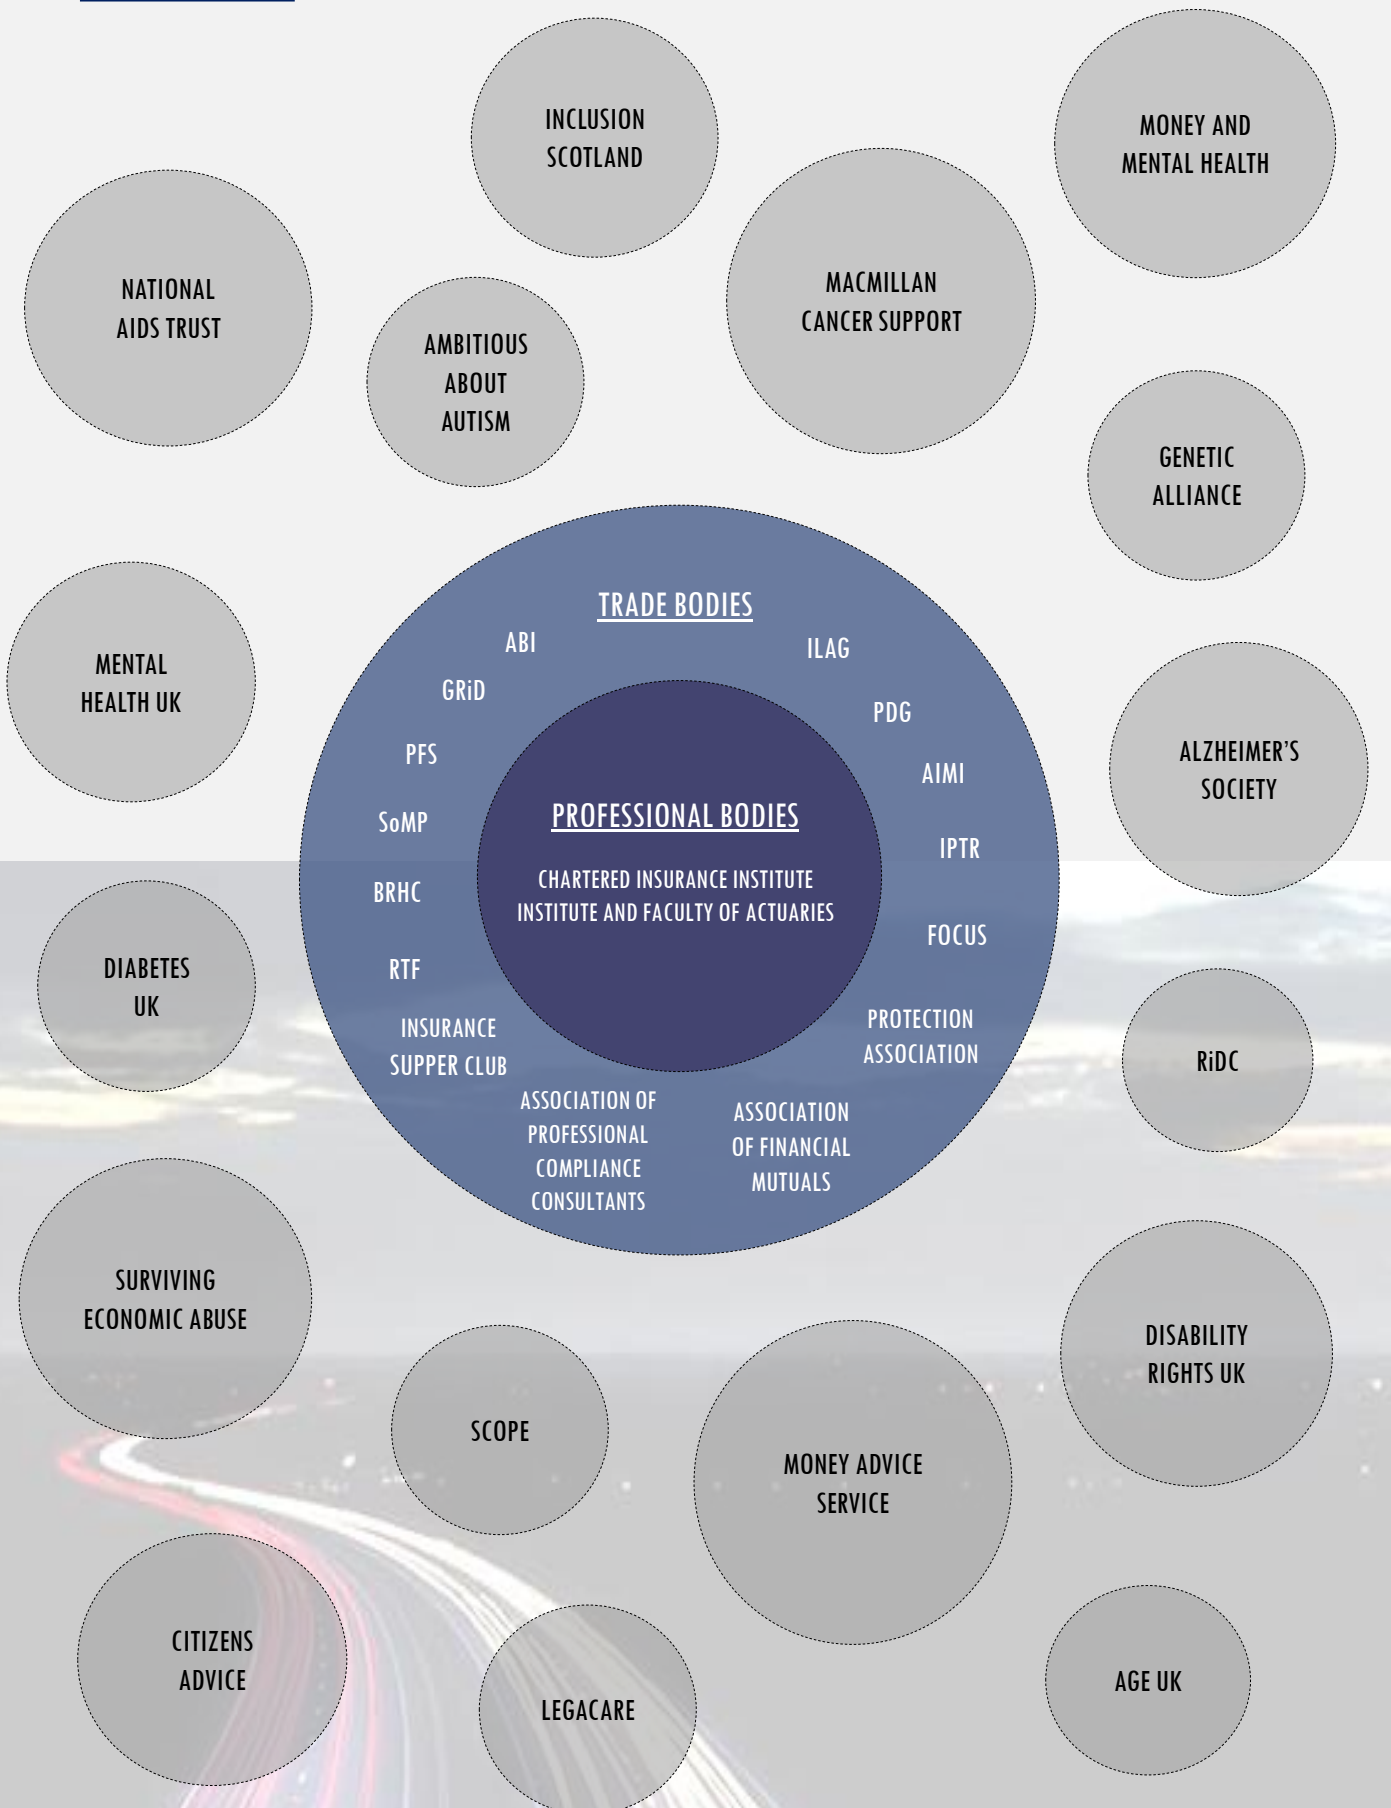 INCLUSION
SCOTLAND
MONEY AND
MENTAL HEALTH
NATIONAL
AIDS TRUST
AMBITIOUS
ABOUT
AUTISM
MACMILLAN
CANCER SUPPORT
GENETIC
ALLIANCE
MENTAL
HEALTH UK
TRADE BODIES
ABI
GRiD
PFS
SoMP
BRHC
RTF
INSURANCE
SUPPER CLUB
ASSOCIATION OF
PROFESSIONAL
COMPLIANCE
CONSULTANTS
ILAG
PDG
AIMI
IPTR
FOCUS
PROTECTION
ASSOCIATION
ASSOCIATION
OF FINANCIAL
MUTUALS
PROFESSIONAL BODIES
CHARTERED INSURANCE INSTITUTE
INSTITUTE AND FACULTY OF ACTUARIES
ALZHEIMER'S
SOCIETY
DIABETES
UK
RiDC
SURVIVING
ECONOMIC ABUSE
DISABILITY
RIGHTS UK
SCOPE
MONEY ADVICE
SERVICE
CITIZENS
ADVICE
LEGACARE
AGE UK